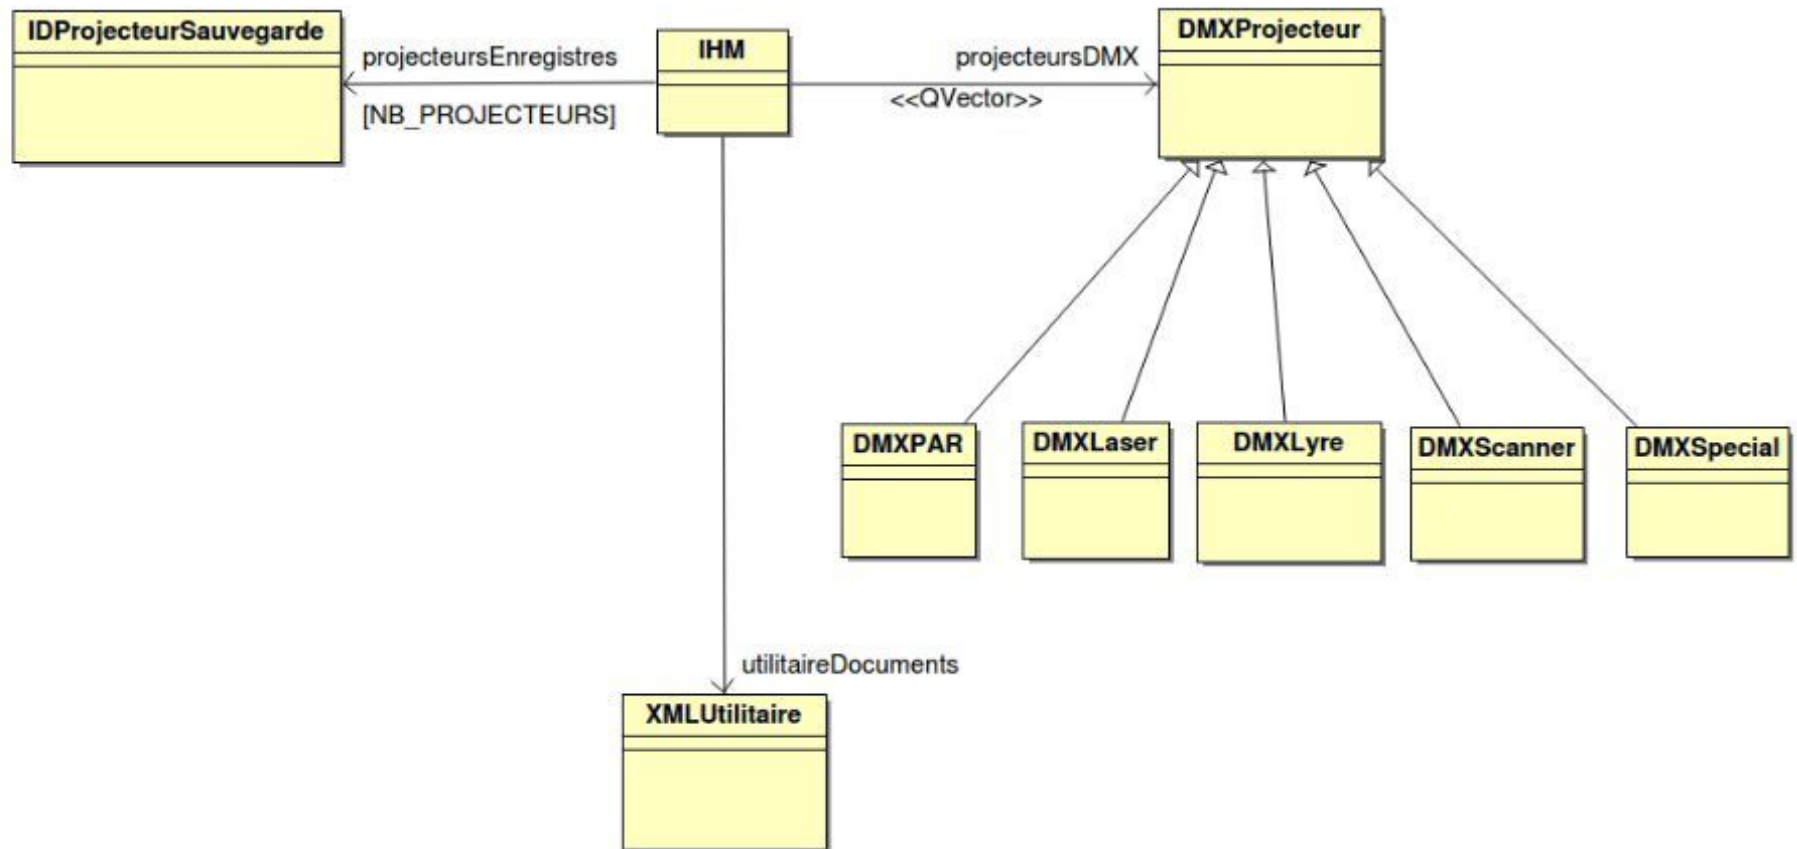 IDProjecteurSauvegarde
projecteursEnregistres
[NB_PROJECTEURS]
IHM
projecteursDMX
<<QVector>>
DMXProjecteur
DMXPAR
DMXLaser
DMXLyre
DMXScanner
DMXSpecial
utilitaireDocuments
XMLUtilitaire